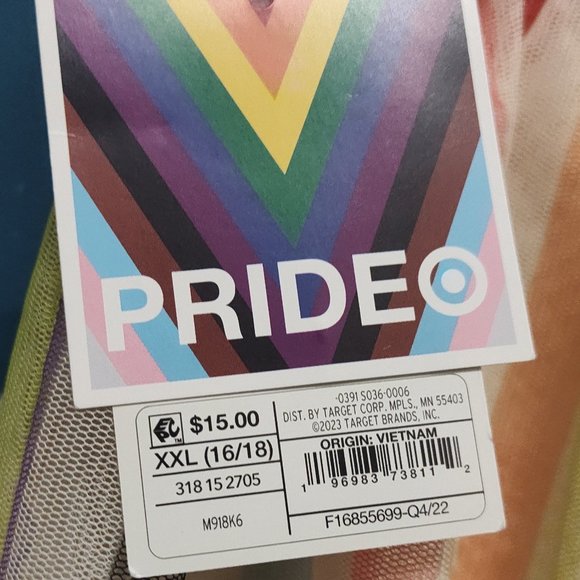 PRIDE
$15.00
XXL (16/18)
318 15 2705
M918K6
-0391 S036-0006
DIST. BY TARGET CORP. MPLS., MN 55403
©2023 TARGET BRANDS, INC.
ORIGIN: VIETNAM
1 96983 73811 2
F16855699-Q4/22